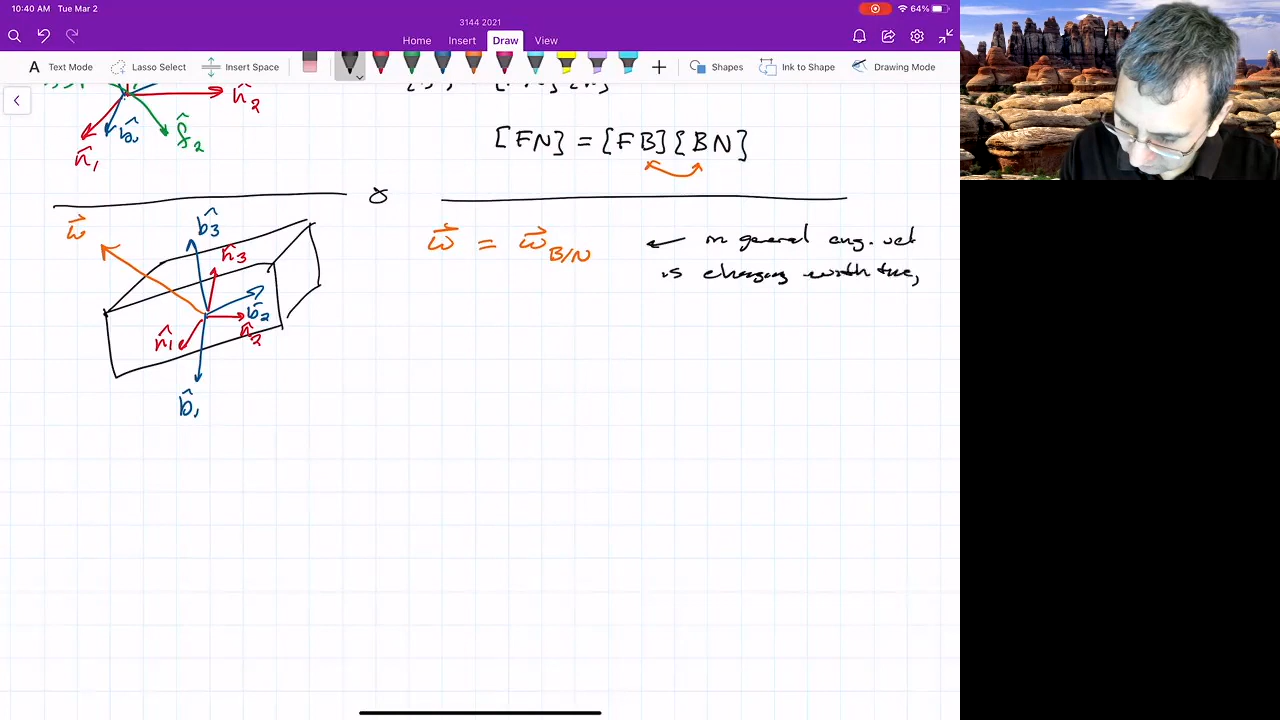 10:40 AM Tue Mar 2
64%
3144 2021
Home Insert Draw View
A Text Mode Lasso Select Insert Space Shapes Ink to Shape Drawing Mode
n̂₂
n̂₁
f̂₂
[FN] = [FB][BN]
ω⃗
b̂₃
n̂₃
b̂₂
n̂₁
n̂₂
b̂₁
ω⃗ = ω⃗ B/N
← in general ang. vel
is changing with time,